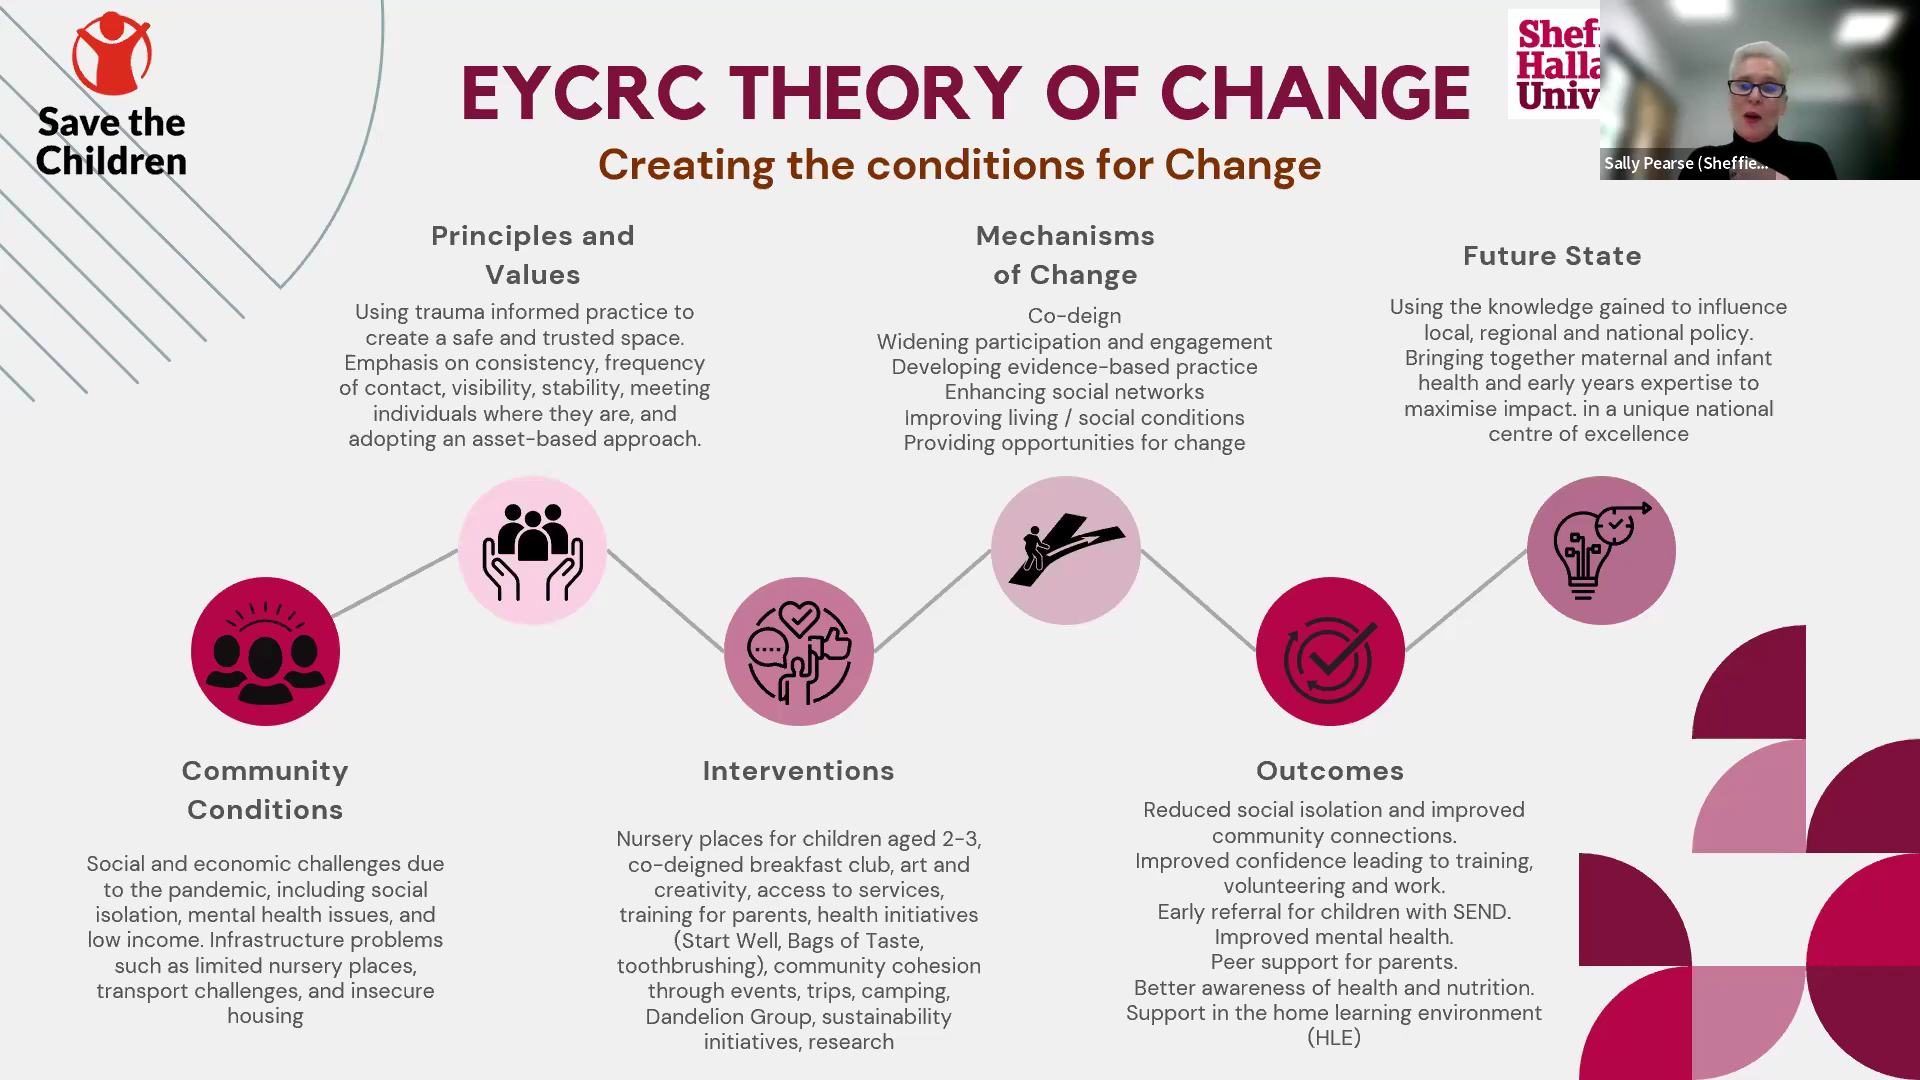 Save the
Children
EYCRC THEORY OF CHANGE
Creating the conditions for Change
Shef
Halla
Univ
Sally Pearse (Sheffie...
Principles and
Values
Using trauma informed practice to
create a safe and trusted space.
Emphasis on consistency, frequency
of contact, visibility, stability, meeting
individuals where they are, and
adopting an asset-based approach.
Mechanisms
of Change
Co-deign
Widening participation and engagement
Developing evidence-based practice
Enhancing social networks
Improving living / social conditions
Providing opportunities for change
Future State
Using the knowledge gained to influence
local, regional and national policy.
Bringing together maternal and infant
health and early years expertise to
maximise impact. in a unique national
centre of excellence
Community
Conditions
Social and economic challenges due
to the pandemic, including social
isolation, mental health issues, and
low income. Infrastructure problems
such as limited nursery places,
transport challenges, and insecure
housing
Interventions
Nursery places for children aged 2-3,
co-deigned breakfast club, art and
creativity, access to services,
training for parents, health initiatives
(Start Well, Bags of Taste,
toothbrushing), community cohesion
through events, trips, camping,
Dandelion Group, sustainability
initiatives, research
Outcomes
Reduced social isolation and improved
community connections.
Improved confidence leading to training,
volunteering and work.
Early referral for children with SEND.
Improved mental health.
Peer support for parents.
Better awareness of health and nutrition.
Support in the home learning environment
(HLE)